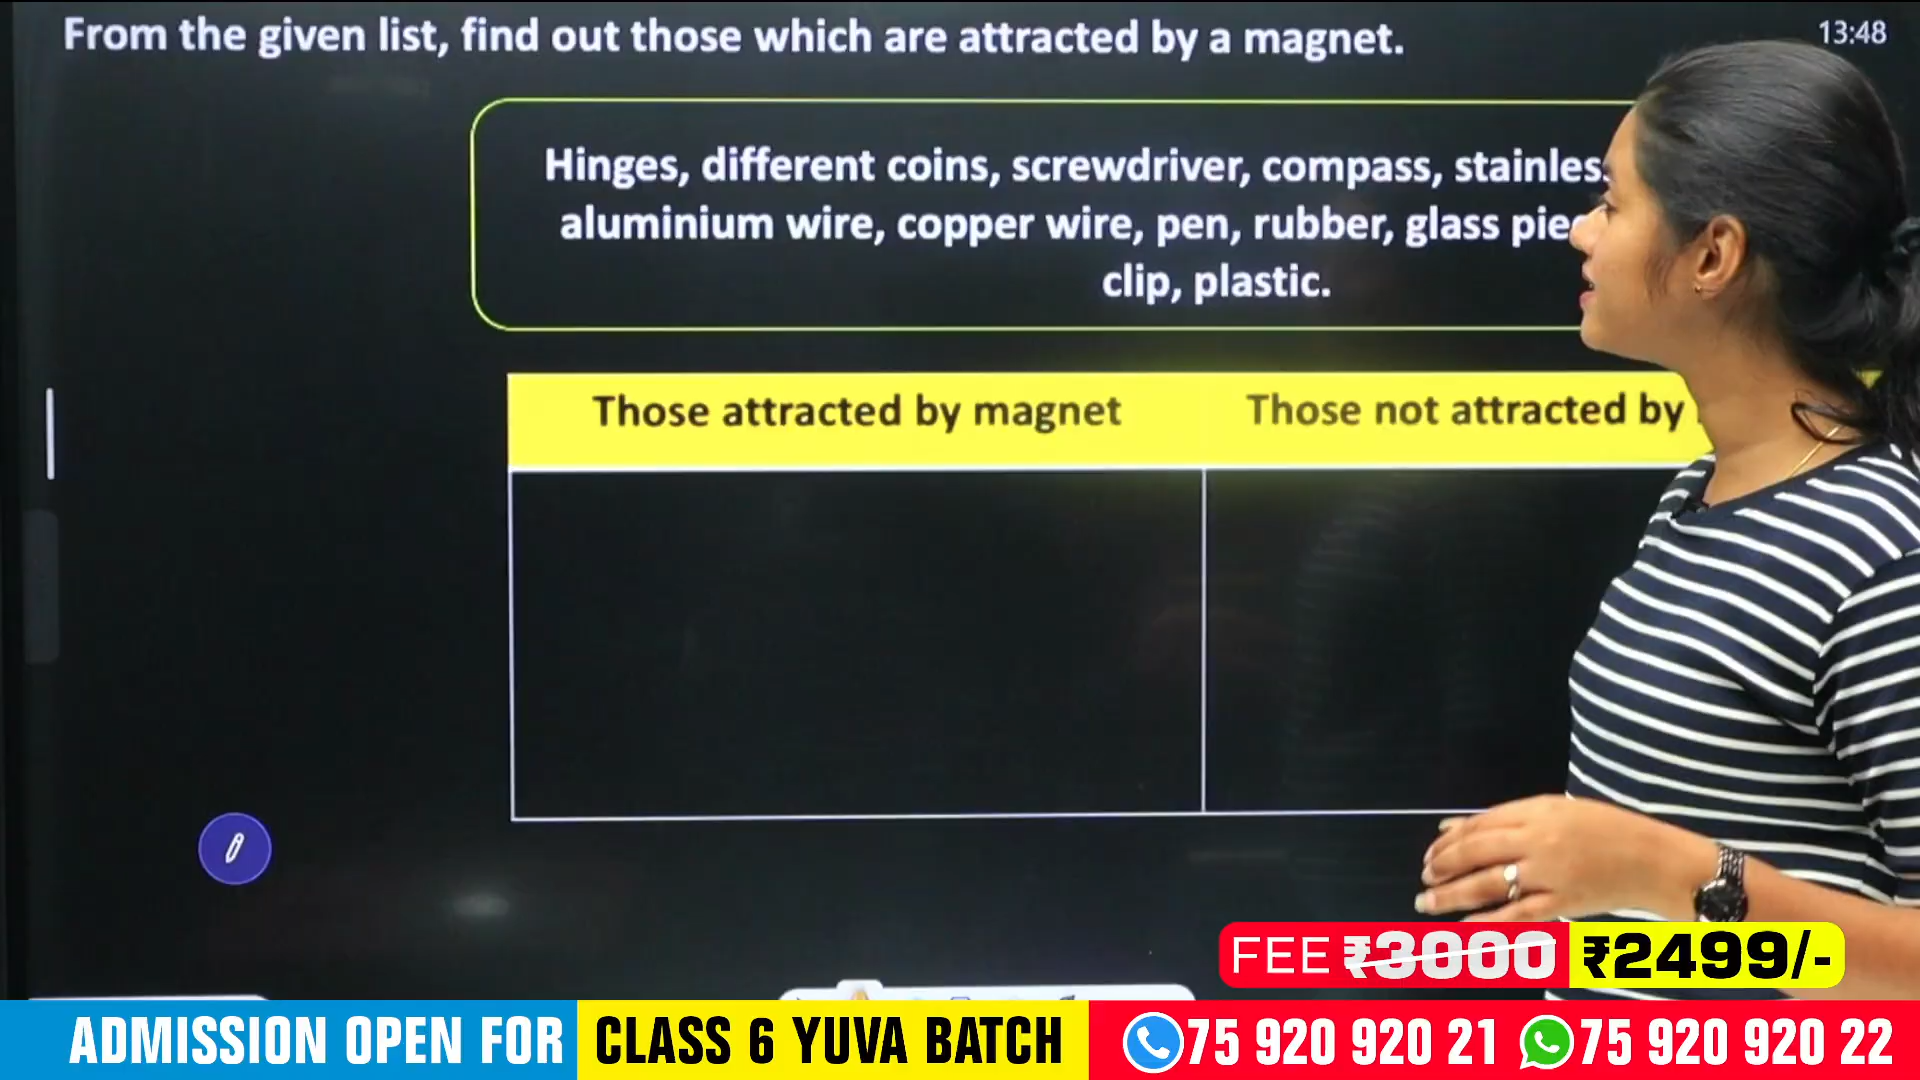 From the given list, find out those which are attracted by a magnet.
13:48
Hinges, different coins, screwdriver, compass,
aluminium wire, copper wire, pen, rubber, glass
clip, plastic.
Those attracted by magnet
Those not attracted by
FEE ₹3000 ₹2499/-
ADMISSION OPEN FOR CLASS 6 YUVA BATCH 75 920 920 21 75 920 920 22